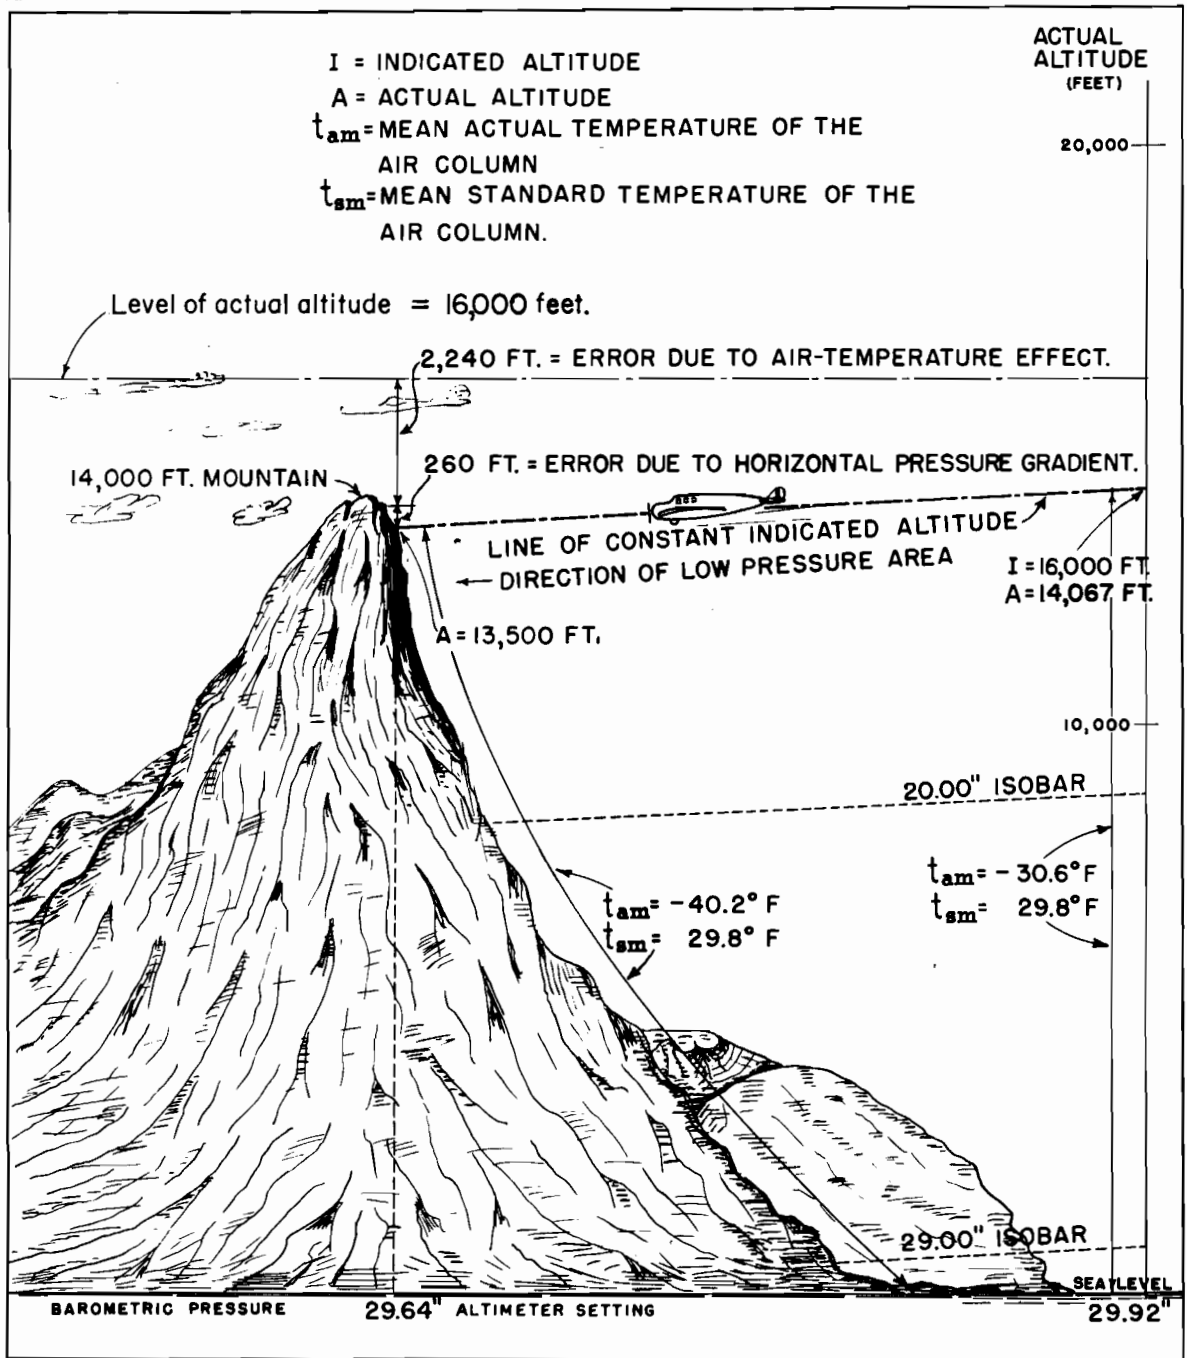 ACTUAL
ALTITUDE
(FEET)
I = INDICATED ALTITUDE
A = ACTUAL ALTITUDE
tam=MEAN ACTUAL TEMPERATURE OF THE
AIR COLUMN
tsm=MEAN STANDARD TEMPERATURE OF THE
AIR COLUMN.
20,000
Level of actual altitude = 16,000 feet.
2,240 FT. = ERROR DUE TO AIR-TEMPERATURE EFFECT.
260 FT. = ERROR DUE TO HORIZONTAL PRESSURE GRADIENT.
14,000 FT. MOUNTAIN
LINE OF CONSTANT INDICATED ALTITUDE
DIRECTION OF LOW PRESSURE AREA
I=16,000 FT.
A=14,067 FT.
A=13,500 FT.
10,000
20.00" ISOBAR
tam= -30.6°F
tsm= 29.8°F
tam= -40.2° F
tsm= 29.8° F
29.00" ISOBAR
SEA LEVEL
BAROMETRIC PRESSURE 29.64" ALTIMETER SETTING 29.92"